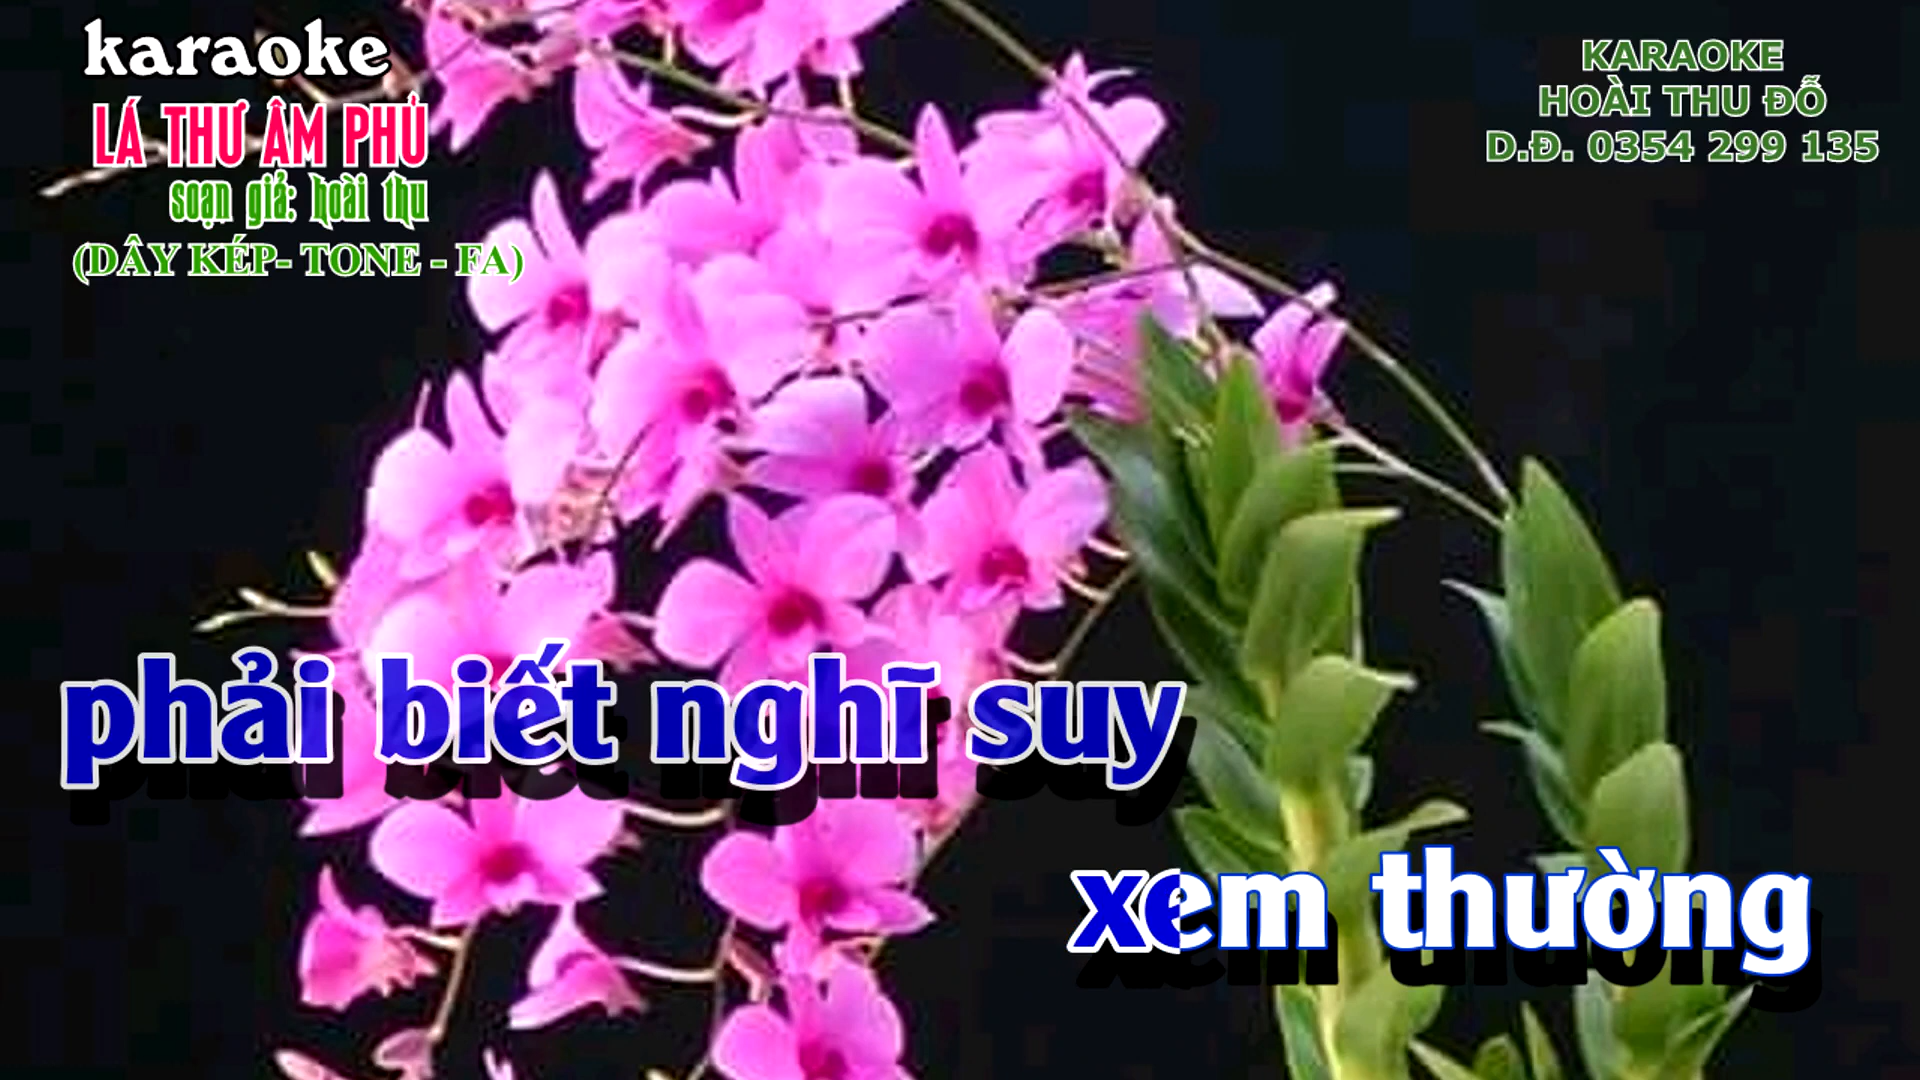 karaoke
LÁ THƯ ÂM PHỦ
soạn giả: hoài thu
(DÂY KÉP- TONE - FA)
KARAOKE
HOÀI THU ĐỖ
D.Đ. 0354 299 135
phải biết nghĩ suy
xem thường